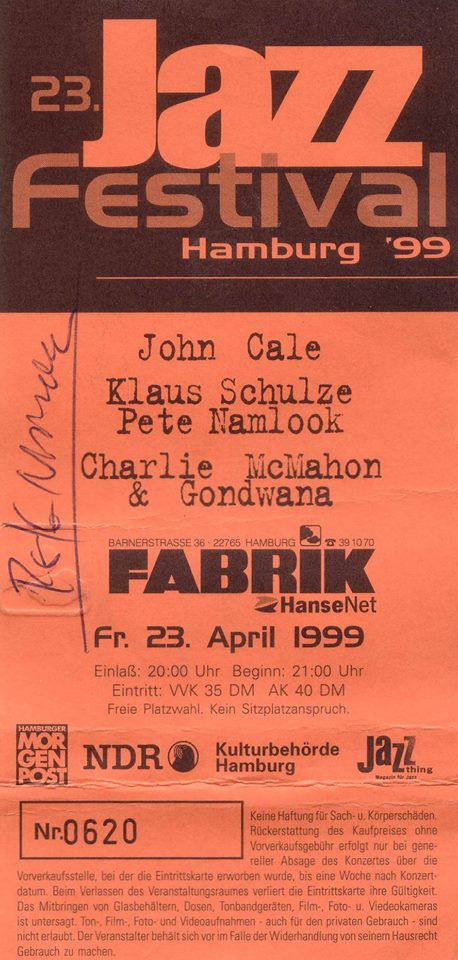 23. Jazz
Festival
Hamburg '99
John Cale
Klaus Schulze
Pete Namlook
Charlie McMahon
& Gondwana
BARNERSTRASSE 36 · 22765 HAMBURG ☎ 39 10 70
FABRIK
HanseNet
Fr. 23. April 1999
Einlaß: 20:00 Uhr Beginn: 21:00 Uhr
Eintritt: VVK 35 DM AK 40 DM
Freie Platzwahl. Kein Sitzplatzanspruch.
HAMBURGER
MOR
GEN
POST
NDR
Kulturbehörde
Hamburg
Jazz
thing
Magazin für Jazz
Nr. 0620
Keine Haftung für Sach- u. Körperschäden.
Rückerstattung des Kaufpreises ohne
Vorverkaufsgebühr erfolgt nur bei gene-
reller Absage des Konzertes über die
Vorverkaufsstelle, bei der die Eintrittskarte erworben wurde, bis eine Woche nach Konzert-
datum. Beim Verlassen des Veranstaltungsraumes verliert die Eintrittskarte ihre Gültigkeit.
Das Mitbringen von Glasbehältern, Dosen, Tonbandgeräten, Film-, Foto- u. Viedeokameras
ist untersagt. Ton-, Film-, Foto- und Videoaufnahmen - auch für den privaten Gebrauch - sind
nicht erlaubt. Der Veranstalter behält sich vor im Falle der Widerhandlung von seinem Hausrecht
Gebrauch zu machen.